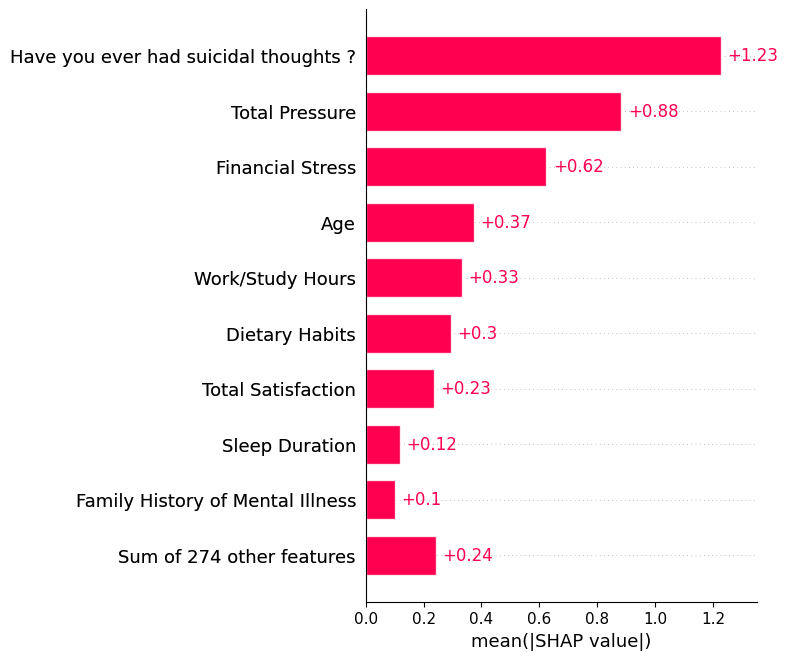 Have you ever had suicidal thoughts ? +1.23
Total Pressure +0.88
Financial Stress +0.62
Age +0.37
Work/Study Hours +0.33
Dietary Habits +0.3
Total Satisfaction +0.23
Sleep Duration +0.12
Family History of Mental Illness +0.1
Sum of 274 other features +0.24
0.0 0.2 0.4 0.6 0.8 1.0 1.2
mean(|SHAP value|)